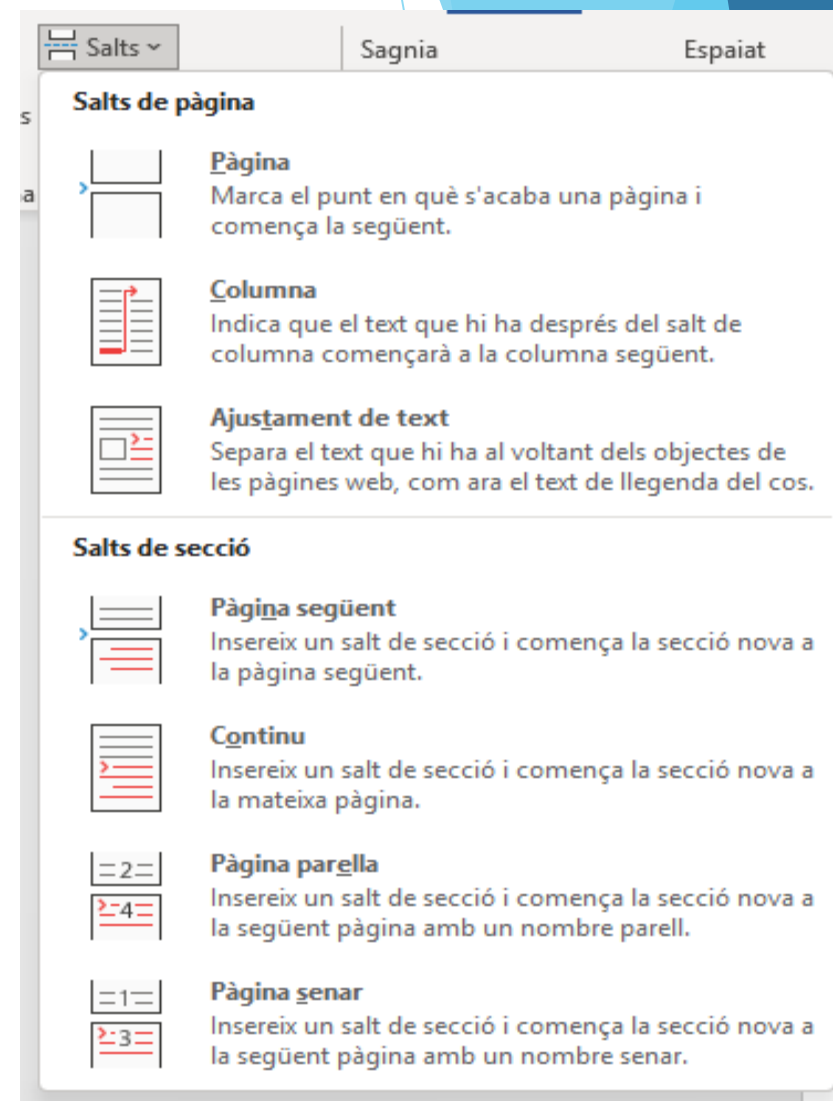 Salts
Sagnia
Espaiat
s
a
Salts de pàgina
Pàgina
Marca el punt en què s'acaba una pàgina i
comença la següent.
Columna
Indica que el text que hi ha després del salt de
columna començarà a la columna següent.
Ajustament de text
Separa el text que hi ha al voltant dels objectes de
les pàgines web, com ara el text de llegenda del cos.
Salts de secció
Pàgina següent
Insereix un salt de secció i comença la secció nova a
la pàgina següent.
Continu
Insereix un salt de secció i comença la secció nova a
la mateixa pàgina.
=2=
4
Pàgina parella
Insereix un salt de secció i comença la secció nova a
la següent pàgina amb un nombre parell.
=1=
3
Pàgina senar
Insereix un salt de secció i comença la secció nova a
la següent pàgina amb un nombre senar.